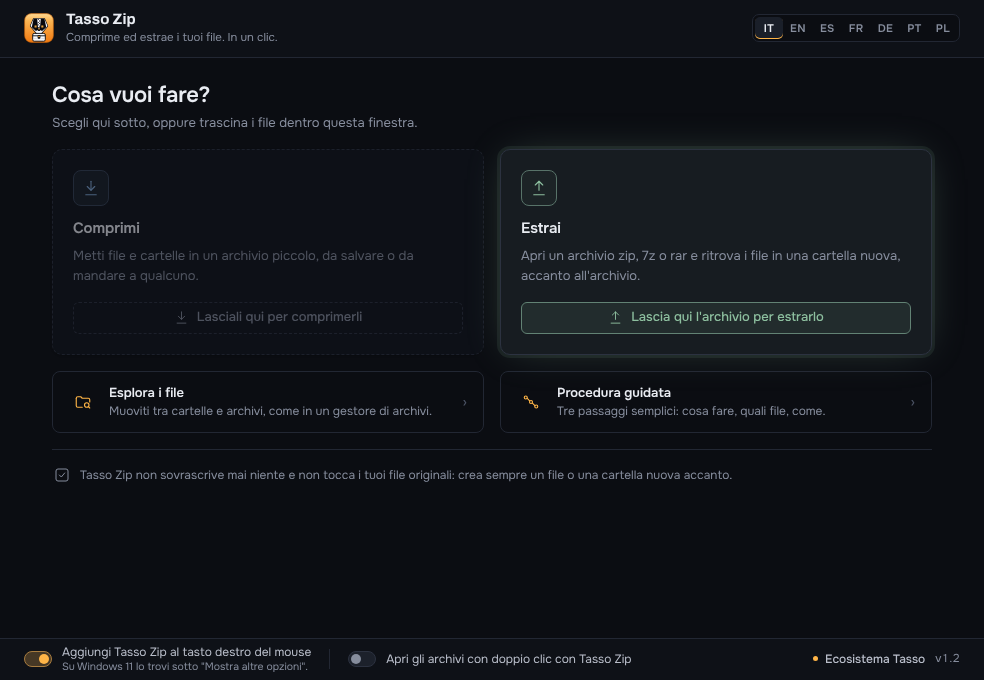 Tasso Zip
Comprime ed estrae i tuoi file. In un clic.
IT EN ES FR DE PT PL
Cosa vuoi fare?
Scegli qui sotto, oppure trascina i file dentro questa finestra.
Comprimi
Metti file e cartelle in un archivio piccolo, da salvare o da
mandare a qualcuno.
Lasciali qui per comprimerli
Estrai
Apri un archivio zip, 7z o rar e ritrova i file in una cartella nuova,
accanto all'archivio.
Lascia qui l'archivio per estrarlo
Esplora i file
Muoviti tra cartelle e archivi, come in un gestore di archivi.
Procedura guidata
Tre passaggi semplici: cosa fare, quali file, come.
Tasso Zip non sovrascrive mai niente e non tocca i tuoi file originali: crea sempre un file o una cartella nuova accanto.
Aggiungi Tasso Zip al tasto destro del mouse
Su Windows 11 lo trovi sotto "Mostra altre opzioni".
Apri gli archivi con doppio clic con Tasso Zip
Ecosistema Tasso v1.2